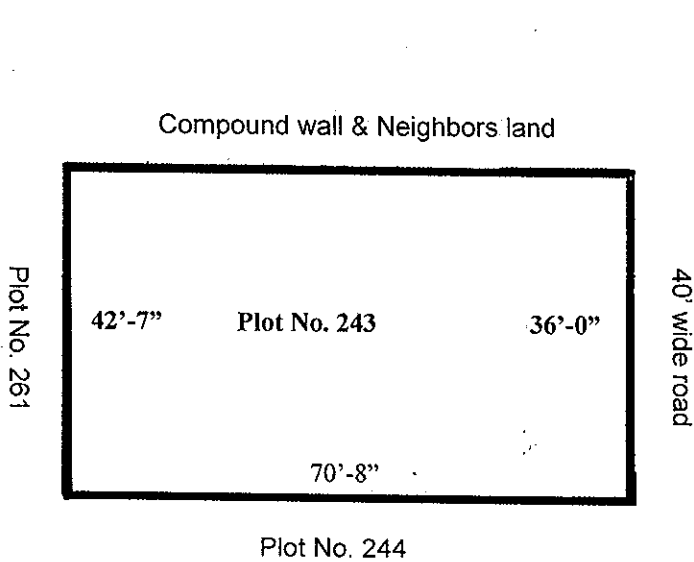 Compound wall & Neighbors land
Plot No. 261
42'-7”
Plot No. 243
36'-0”
40' wide road
70'-8”
Plot No. 244